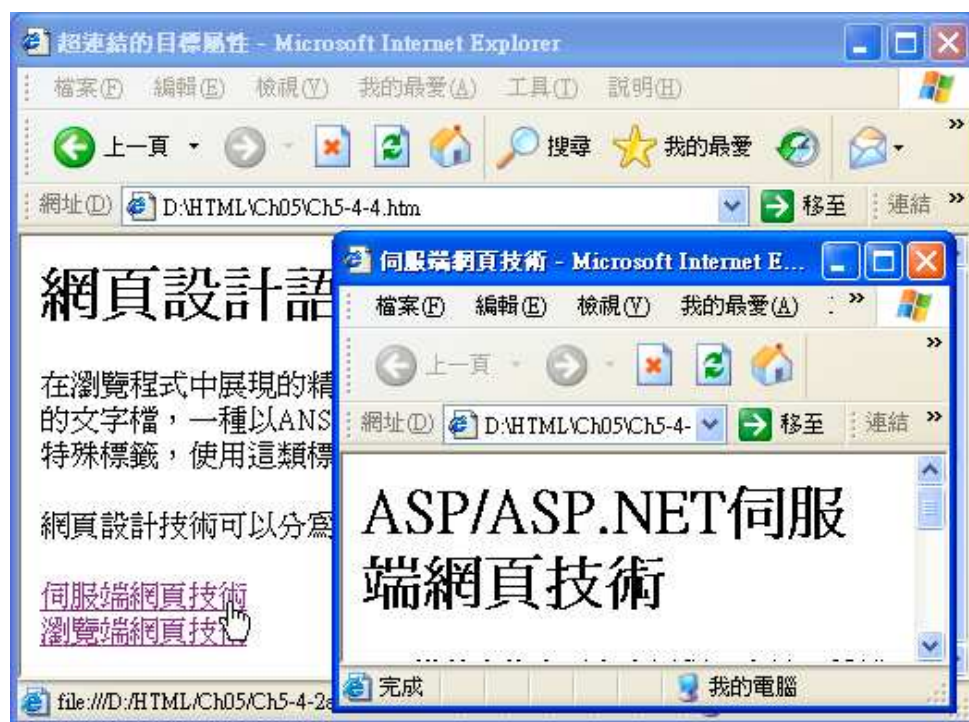 超連結的目標屬性 - Microsoft Internet Explorer
檔案(F) 編輯(E) 檢視(V) 我的最愛(A) 工具(T) 說明(H)
上一頁 搜尋 我的最愛 »
網址(D) D:\HTML\Ch05\Ch5-4-4.htm 移至 連結 »
網頁設計語
在瀏覽程式中展現的精
的文字檔,一種以ANS
特殊標籤,使用這類標
網頁設計技術可以分為
伺服端網頁技術
瀏覽端網頁技
file:///D:/HTML/Ch05/Ch5-4-2a
伺服端網頁技術 - Microsoft Internet E...
檔案(F) 編輯(E) 檢視(V) 我的最愛(A) »
上一頁 »
網址(D) D:\HTML\Ch05\Ch5-4- 移至 連結 »
ASP/ASP.NET伺服
端網頁技術
完成 我的電腦